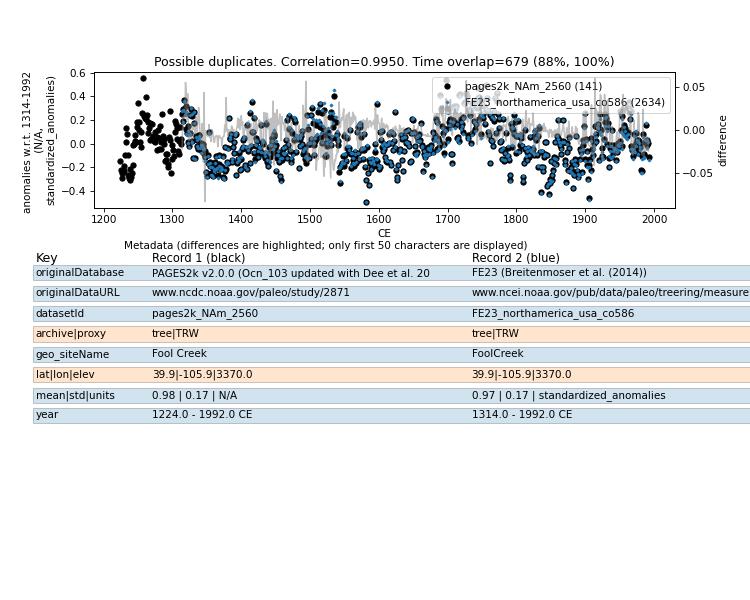 Possible duplicates. Correlation=0.9950. Time overlap=679 (88%, 100%)
anomalies w.r.t. 1314-1992
(N/A,
standardized_anomalies)
0.6
0.4
0.2
0.0
−0.2
−0.4
pages2k_NAm_2560 (141)
FE23_northamerica_usa_co586 (2634)
0.05
0.00
−0.05
difference
1200 1300 1400 1500 1600 1700 1800 1900 2000
CE
Metadata (differences are highlighted; only first 50 characters are displayed)
Key Record 1 (black) Record 2 (blue)
originalDatabase PAGES2k v2.0.0 (Ocn_103 updated with Dee et al. 20 FE23 (Breitenmoser et al. (2014))
originalDataURL www.ncdc.noaa.gov/paleo/study/2871 www.ncei.noaa.gov/pub/data/paleo/treering/measure
datasetId pages2k_NAm_2560 FE23_northamerica_usa_co586
archive|proxy tree|TRW tree|TRW
geo_siteName Fool Creek FoolCreek
lat|lon|elev 39.9|-105.9|3370.0 39.9|-105.9|3370.0
mean|std|units 0.98 | 0.17 | N/A 0.97 | 0.17 | standardized_anomalies
year 1224.0 - 1992.0 CE 1314.0 - 1992.0 CE